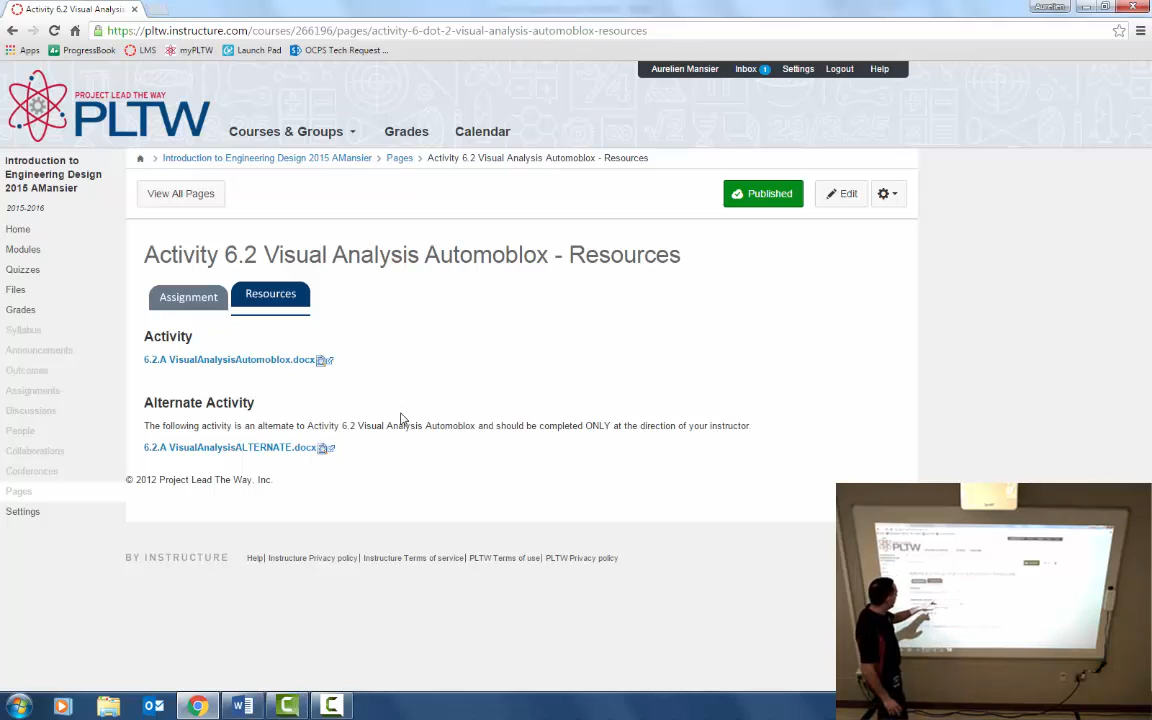 Activity 6.2 Visual Analysis
Aurelien
https://pltw.instructure.com/courses/266196/pages/activity-6-dot-2-visual-analysis-automoblox-resources
Apps ProgressBook LMS myPLTW Launch Pad OCPS Tech Request ...
Aurelien Mansier Inbox 1 Settings Logout Help
PROJECT LEAD THE WAY
PLTW
Courses & Groups Grades Calendar
Introduction to Engineering Design 2015 AMansier > Pages > Activity 6.2 Visual Analysis Automoblox - Resources
Introduction to
Engineering Design
2015 AMansier
2015-2016
Home
Modules
Quizzes
Files
Grades
Syllabus
Announcements
Outcomes
Assignments
Discussions
People
Collaborations
Conferences
Pages
Settings
View All Pages
Published Edit
Activity 6.2 Visual Analysis Automoblox - Resources
Assignment Resources
Activity
6.2.A VisualAnalysisAutomoblox.docx
Alternate Activity
The following activity is an alternate to Activity 6.2 Visual Analysis Automoblox and should be completed ONLY at the direction of your instructor.
6.2.A VisualAnalysisALTERNATE.docx
© 2012 Project Lead The Way, Inc.
BY INSTRUCTURE Help| Instructure Privacy policy| Instructure Terms of service| PLTW Terms of use| PLTW Privacy policy
PLTW